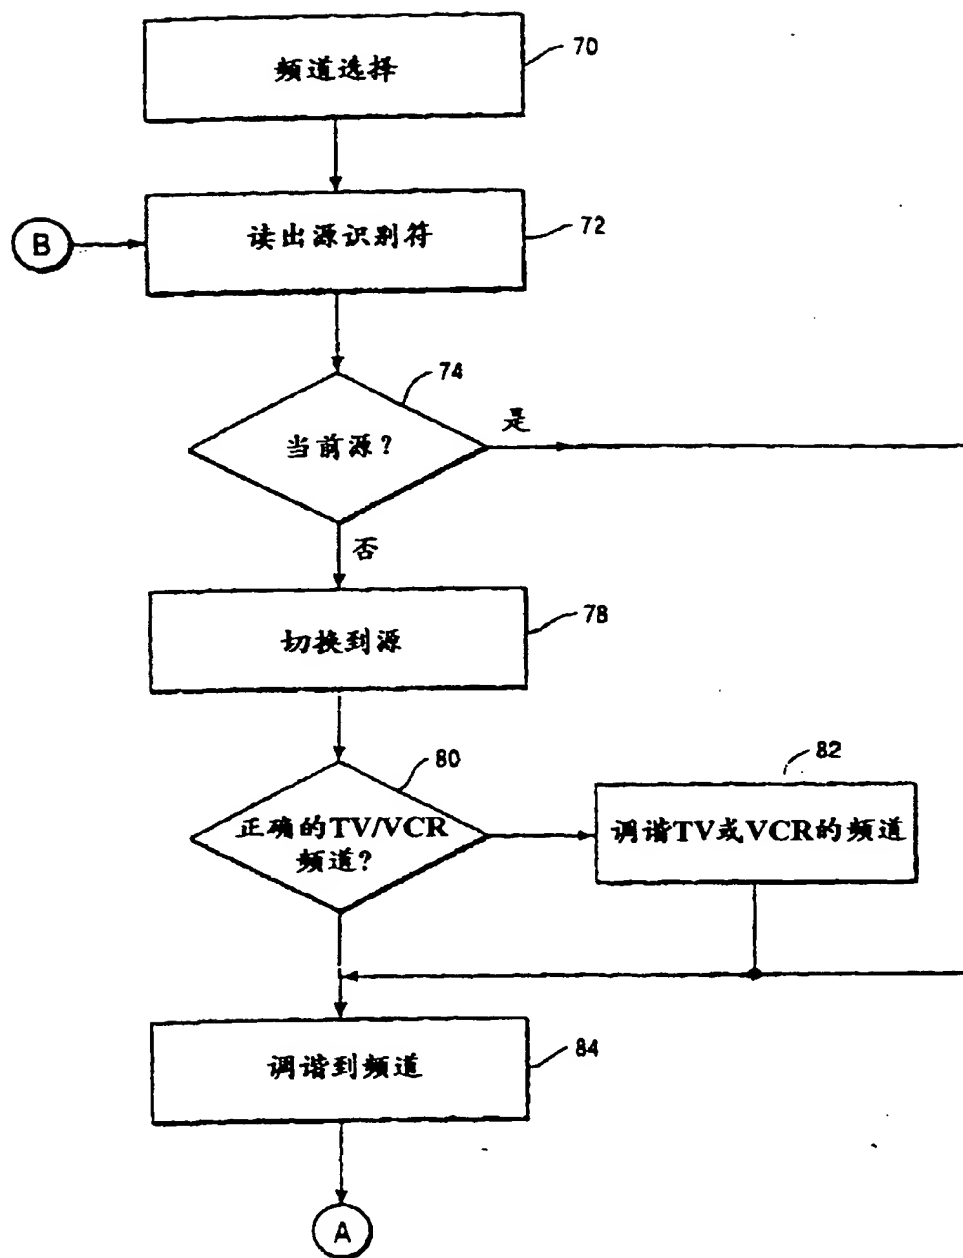 频道选择
70
B
读出源识别符
72
74
当前源?
是
否
切换到源
78
80
正确的TV/VCR
频道?
82
调谐TV或VCR的频道
调谐到频道
84
A